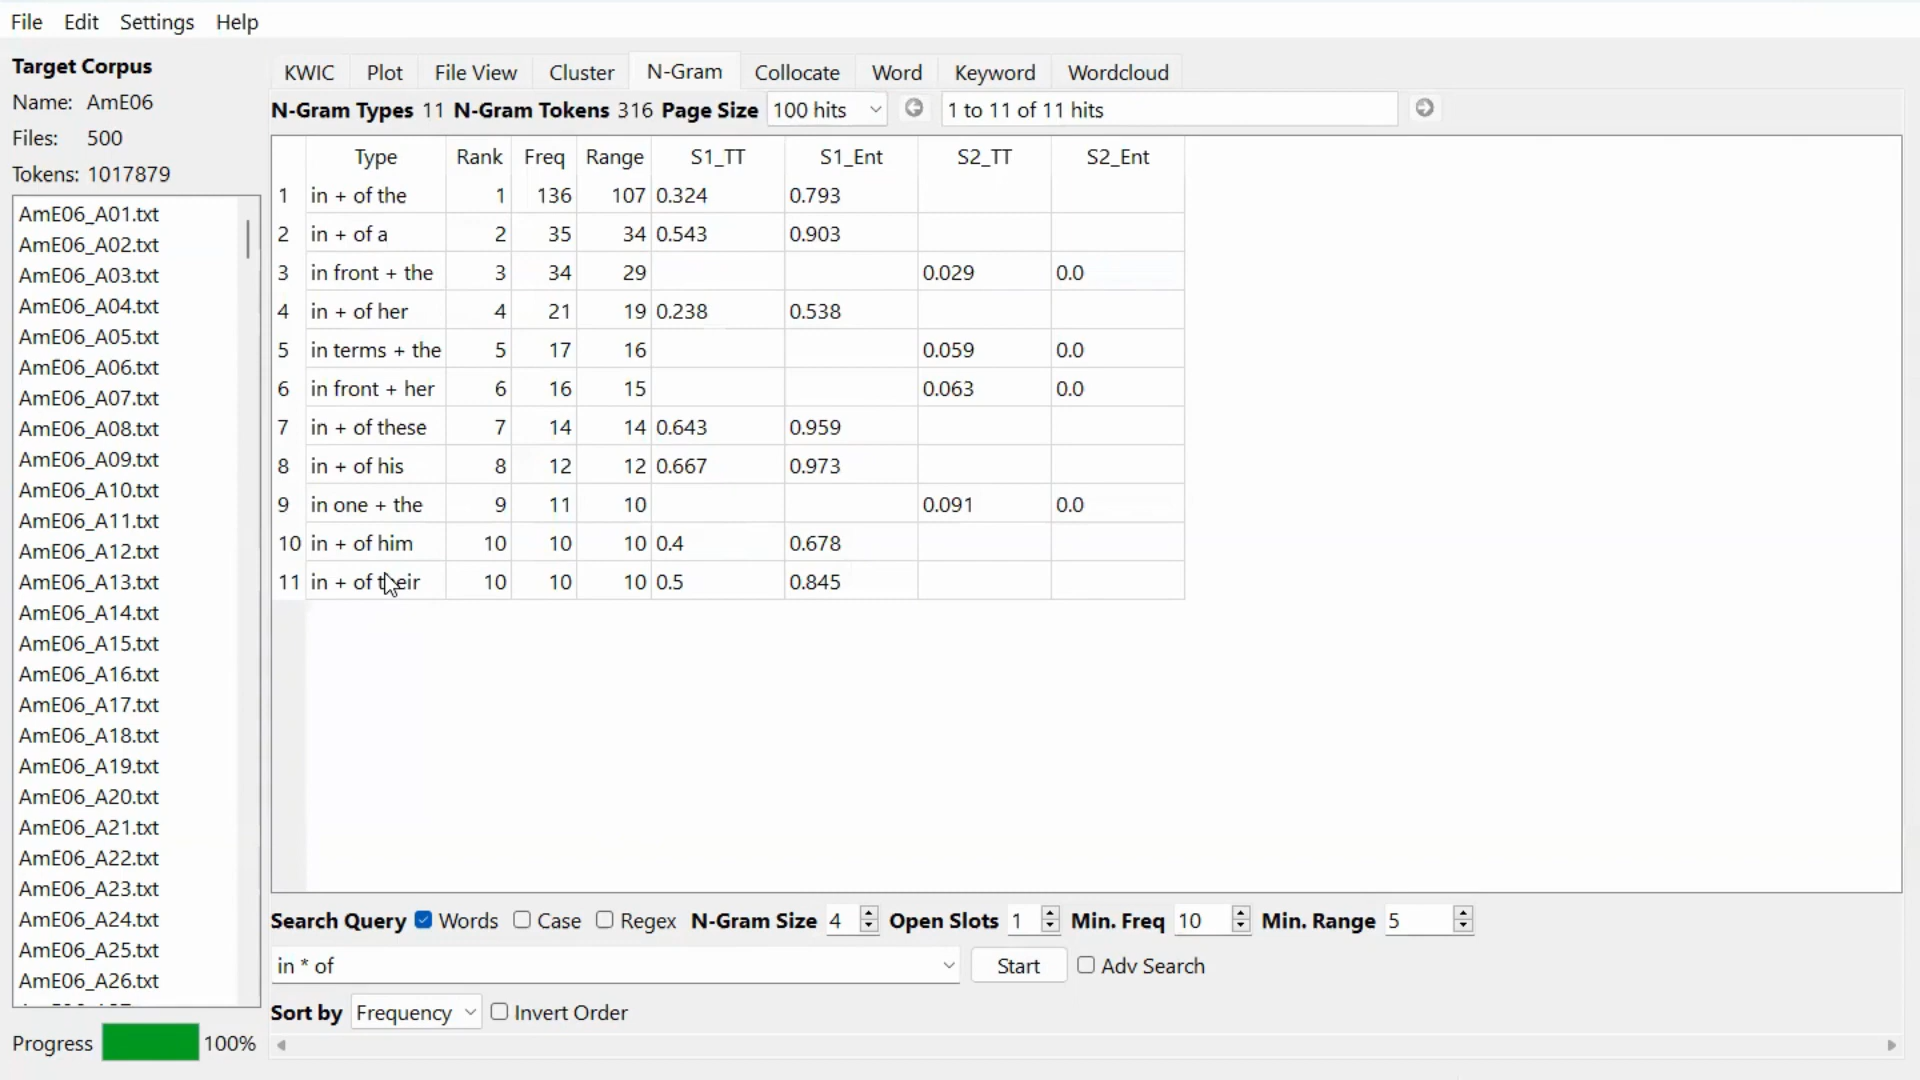 File Edit Settings Help
Target Corpus
Name: AmE06
Files: 500
Tokens: 1017879
AmE06_A01.txt
AmE06_A02.txt
AmE06_A03.txt
AmE06_A04.txt
AmE06_A05.txt
AmE06_A06.txt
AmE06_A07.txt
AmE06_A08.txt
AmE06_A09.txt
AmE06_A10.txt
AmE06_A11.txt
AmE06_A12.txt
AmE06_A13.txt
AmE06_A14.txt
AmE06_A15.txt
AmE06_A16.txt
AmE06_A17.txt
AmE06_A18.txt
AmE06_A19.txt
AmE06_A20.txt
AmE06_A21.txt
AmE06_A22.txt
AmE06_A23.txt
AmE06_A24.txt
AmE06_A25.txt
AmE06_A26.txt
Progress 100%
KWIC Plot File View Cluster N-Gram Collocate Word Keyword Wordcloud
N-Gram Types 11 N-Gram Tokens 316 Page Size 100 hits 1 to 11 of 11 hits
Type Rank Freq Range S1_TT S1_Ent S2_TT S2_Ent
1 in + of the 1 136 107 0.324 0.793
2 in + of a 2 35 34 0.543 0.903
3 in front + the 3 34 29 0.029 0.0
4 in + of her 4 21 19 0.238 0.538
5 in terms + the 5 17 16 0.059 0.0
6 in front + her 6 16 15 0.063 0.0
7 in + of these 7 14 14 0.643 0.959
8 in + of his 8 12 12 0.667 0.973
9 in one + the 9 11 10 0.091 0.0
10 in + of him 10 10 10 0.4 0.678
11 in + of their 10 10 10 0.5 0.845
Search Query Words Case Regex N-Gram Size 4 Open Slots 1 Min. Freq 10 Min. Range 5
in * of Start Adv Search
Sort by Frequency Invert Order